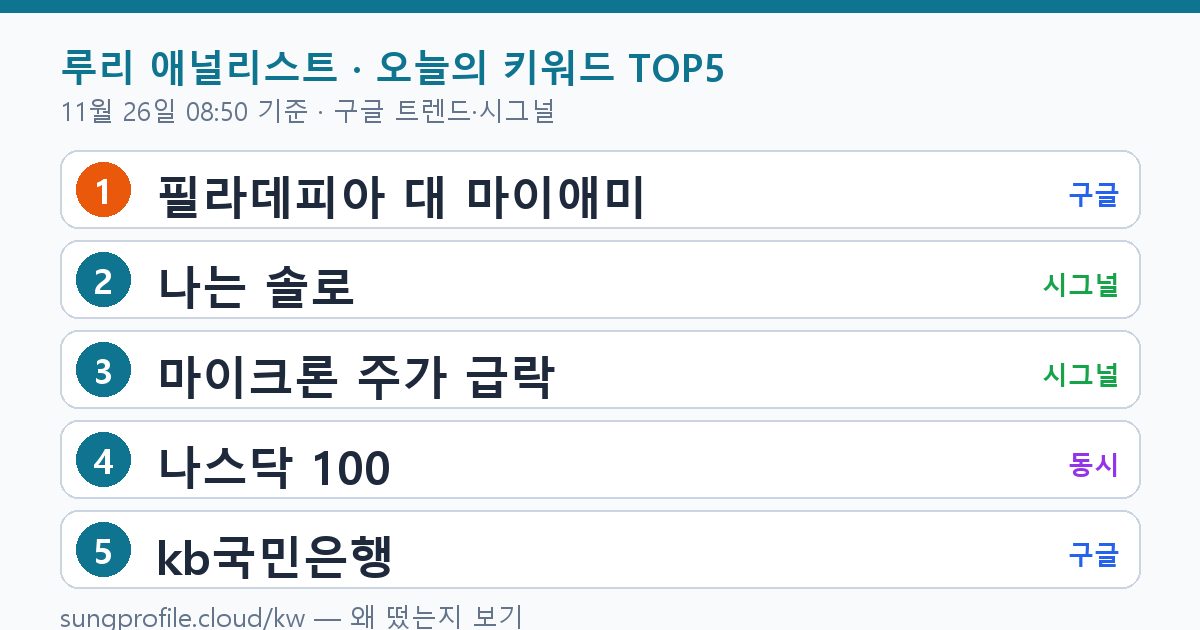 루리 애널리스트 · 오늘의 키워드 TOP5
11월 26일 08:50 기준 · 구글 트렌드·시그널
1 필라데피아 대 마이애미 구글
2 나는 솔로 시그널
3 마이크론 주가 급락 시그널
4 나스닥 100 동시
5 kb국민은행 구글
sungprofile.cloud/kw — 왜 떴는지 보기